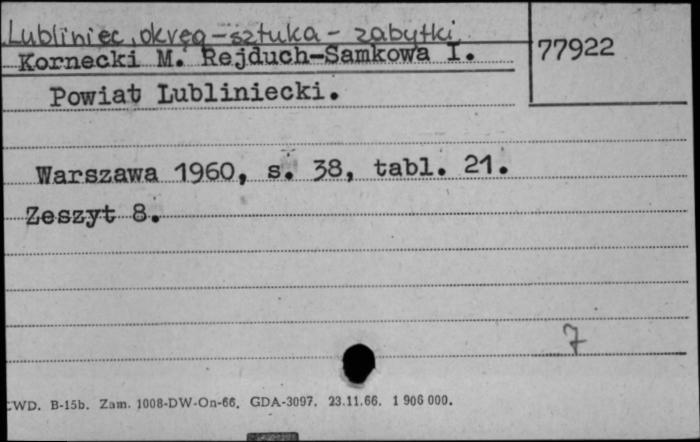 Lubliniec, okręg - sztuka - zabytki
77922
Kornecki M. Rejduch-Samkowa I.
Powiat Lubliniecki.
Warszawa 1960, s. 38, tabl. 21.
Zeszyt 8.
7
CWD. B-15b. Zam. 1008-DW-On-66. GDA-3097. 23.11.66. 1 906 000.